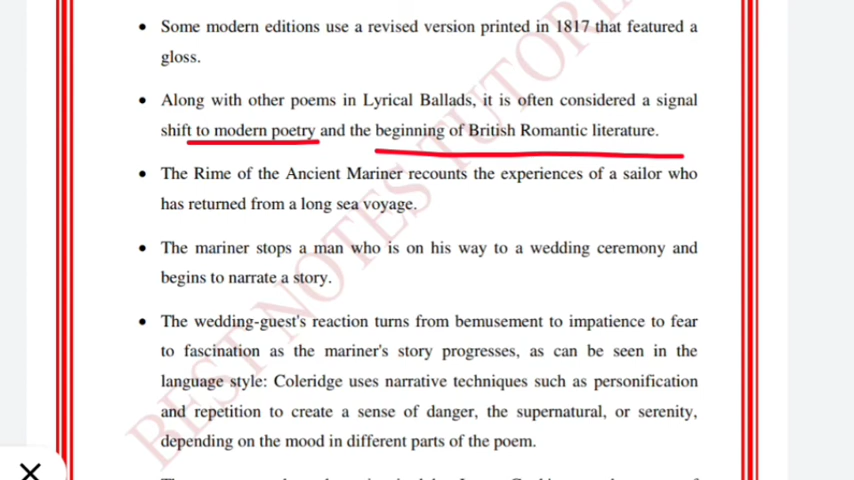 • Some modern editions use a revised version printed in 1817 that featured a
gloss.
• Along with other poems in Lyrical Ballads, it is often considered a signal
shift to modern poetry and the beginning of British Romantic literature.
• The Rime of the Ancient Mariner recounts the experiences of a sailor who
has returned from a long sea voyage.
• The mariner stops a man who is on his way to a wedding ceremony and
begins to narrate a story.
• The wedding-guest's reaction turns from bemusement to impatience to fear
to fascination as the mariner's story progresses, as can be seen in the
language style: Coleridge uses narrative techniques such as personification
and repetition to create a sense of danger, the supernatural, or serenity,
depending on the mood in different parts of the poem.
BEST NOTES TUTORI